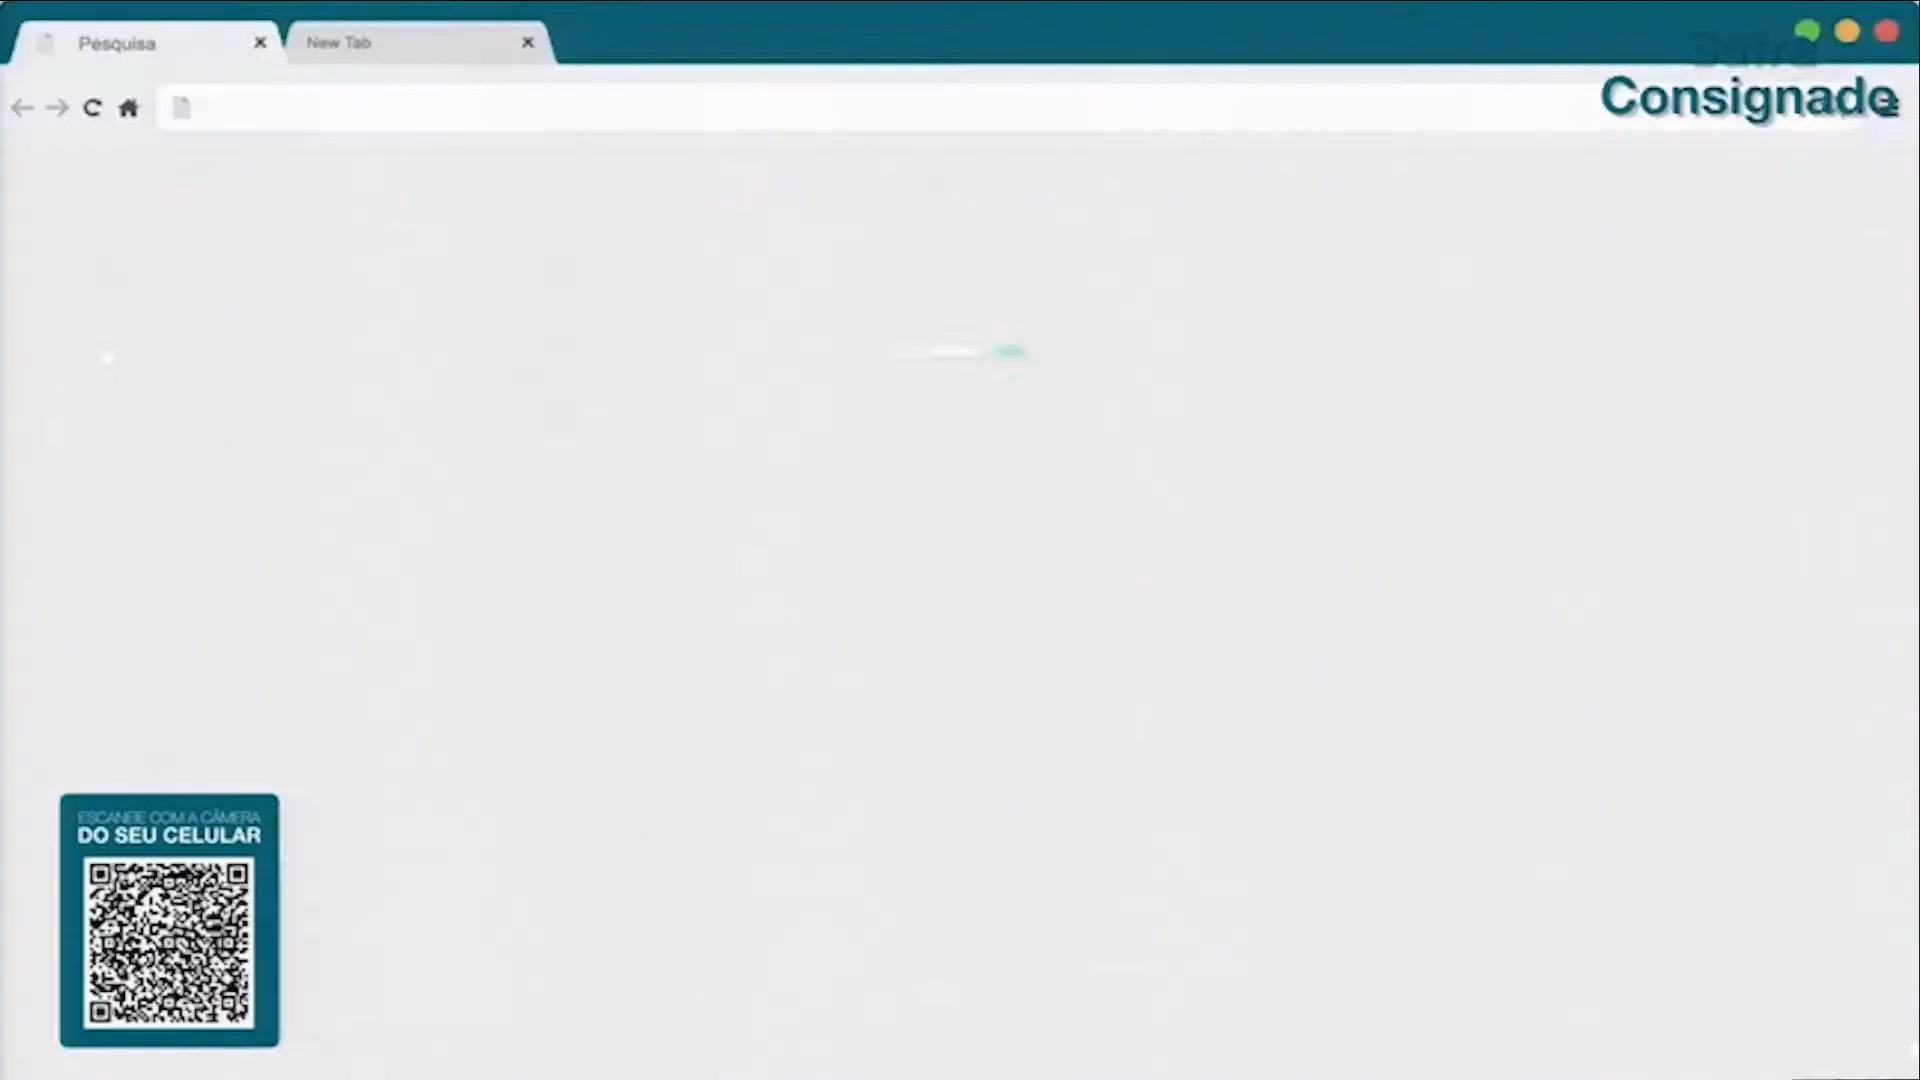 Pesquisa
New Tab
Consignado
ESCANEIE COM A CÂMERA
DO SEU CELULAR